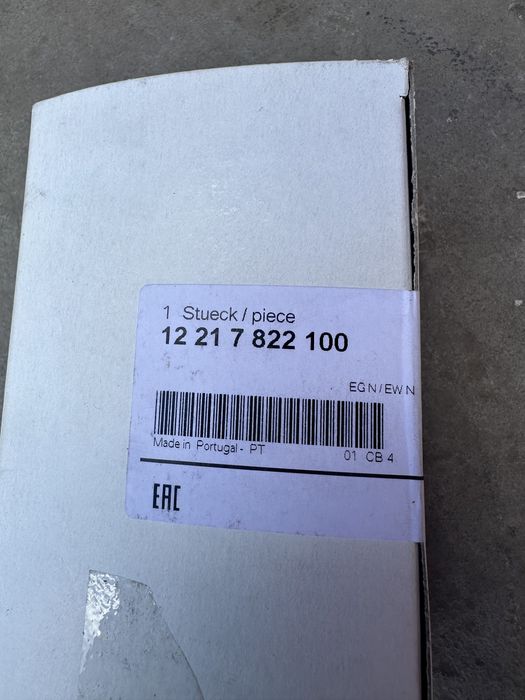 1 Stueck / piece
12 21 7 822 100
EG N / EW N
Made in Portugal - PT
01 CB 4
EAC